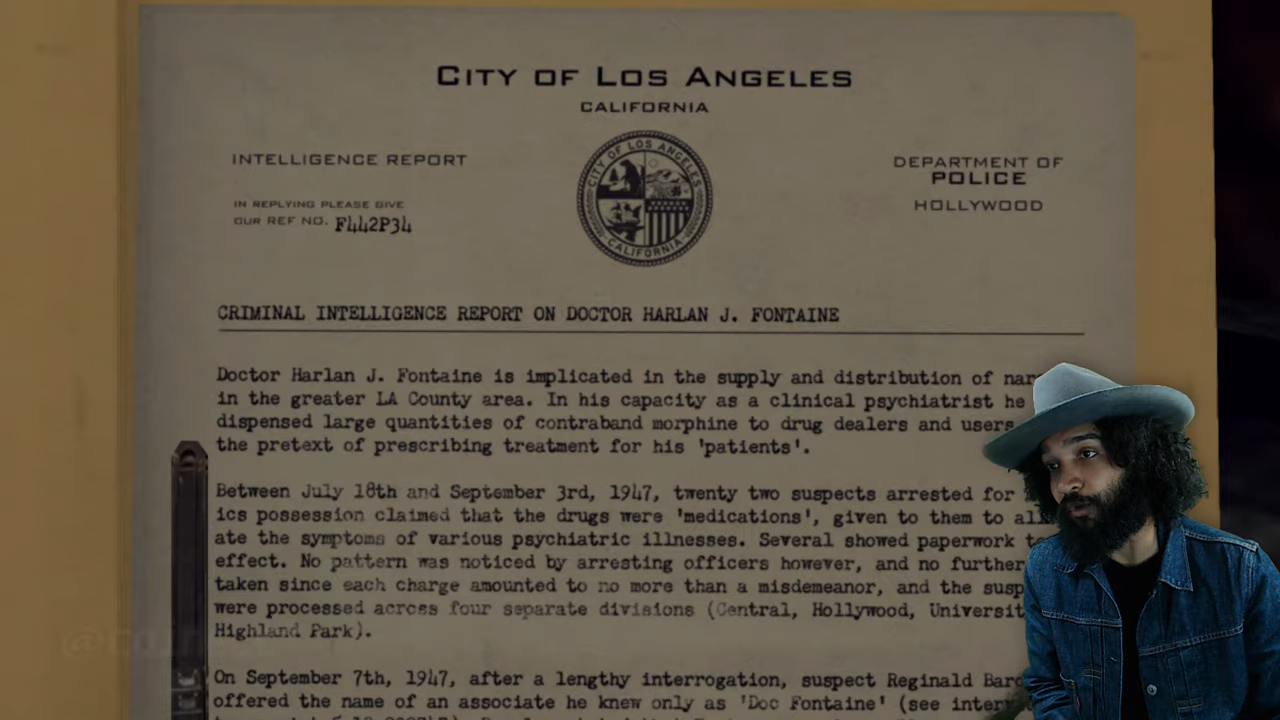 CITY OF LOS ANGELES
CALIFORNIA
INTELLIGENCE REPORT
IN REPLYING PLEASE GIVE
OUR REF NO. F442P34
CITY OF LOS ANGELES
CALIFORNIA
DEPARTMENT OF
POLICE
HOLLYWOOD
CRIMINAL INTELLIGENCE REPORT ON DOCTOR HARLAN J. FONTAINE
Doctor Harlan J. Fontaine is implicated in the supply and distribution of
in the greater LA County area. In his capacity as a clinical psychiatrist he
dispensed large quantities of contraband morphine to drug dealers and users
the pretext of prescribing treatment for his 'patients'.
Between July 18th and September 3rd, 1947, twenty two suspects arrested for
ics possession claimed that the drugs were 'medications', given to them to
ate the symptoms of various psychiatric illnesses. Several showed paperwork
effect. No pattern was noticed by arresting officers however, and no further
taken since each charge amounted to no more than a misdemeanor, and the
were processed across four separate divisions (Central, Hollywood,
Highland Park).
On September 7th, 1947, after a lengthy interrogation, suspect Reginald
offered the name of an associate he knew only as 'Doc Fontaine' (see